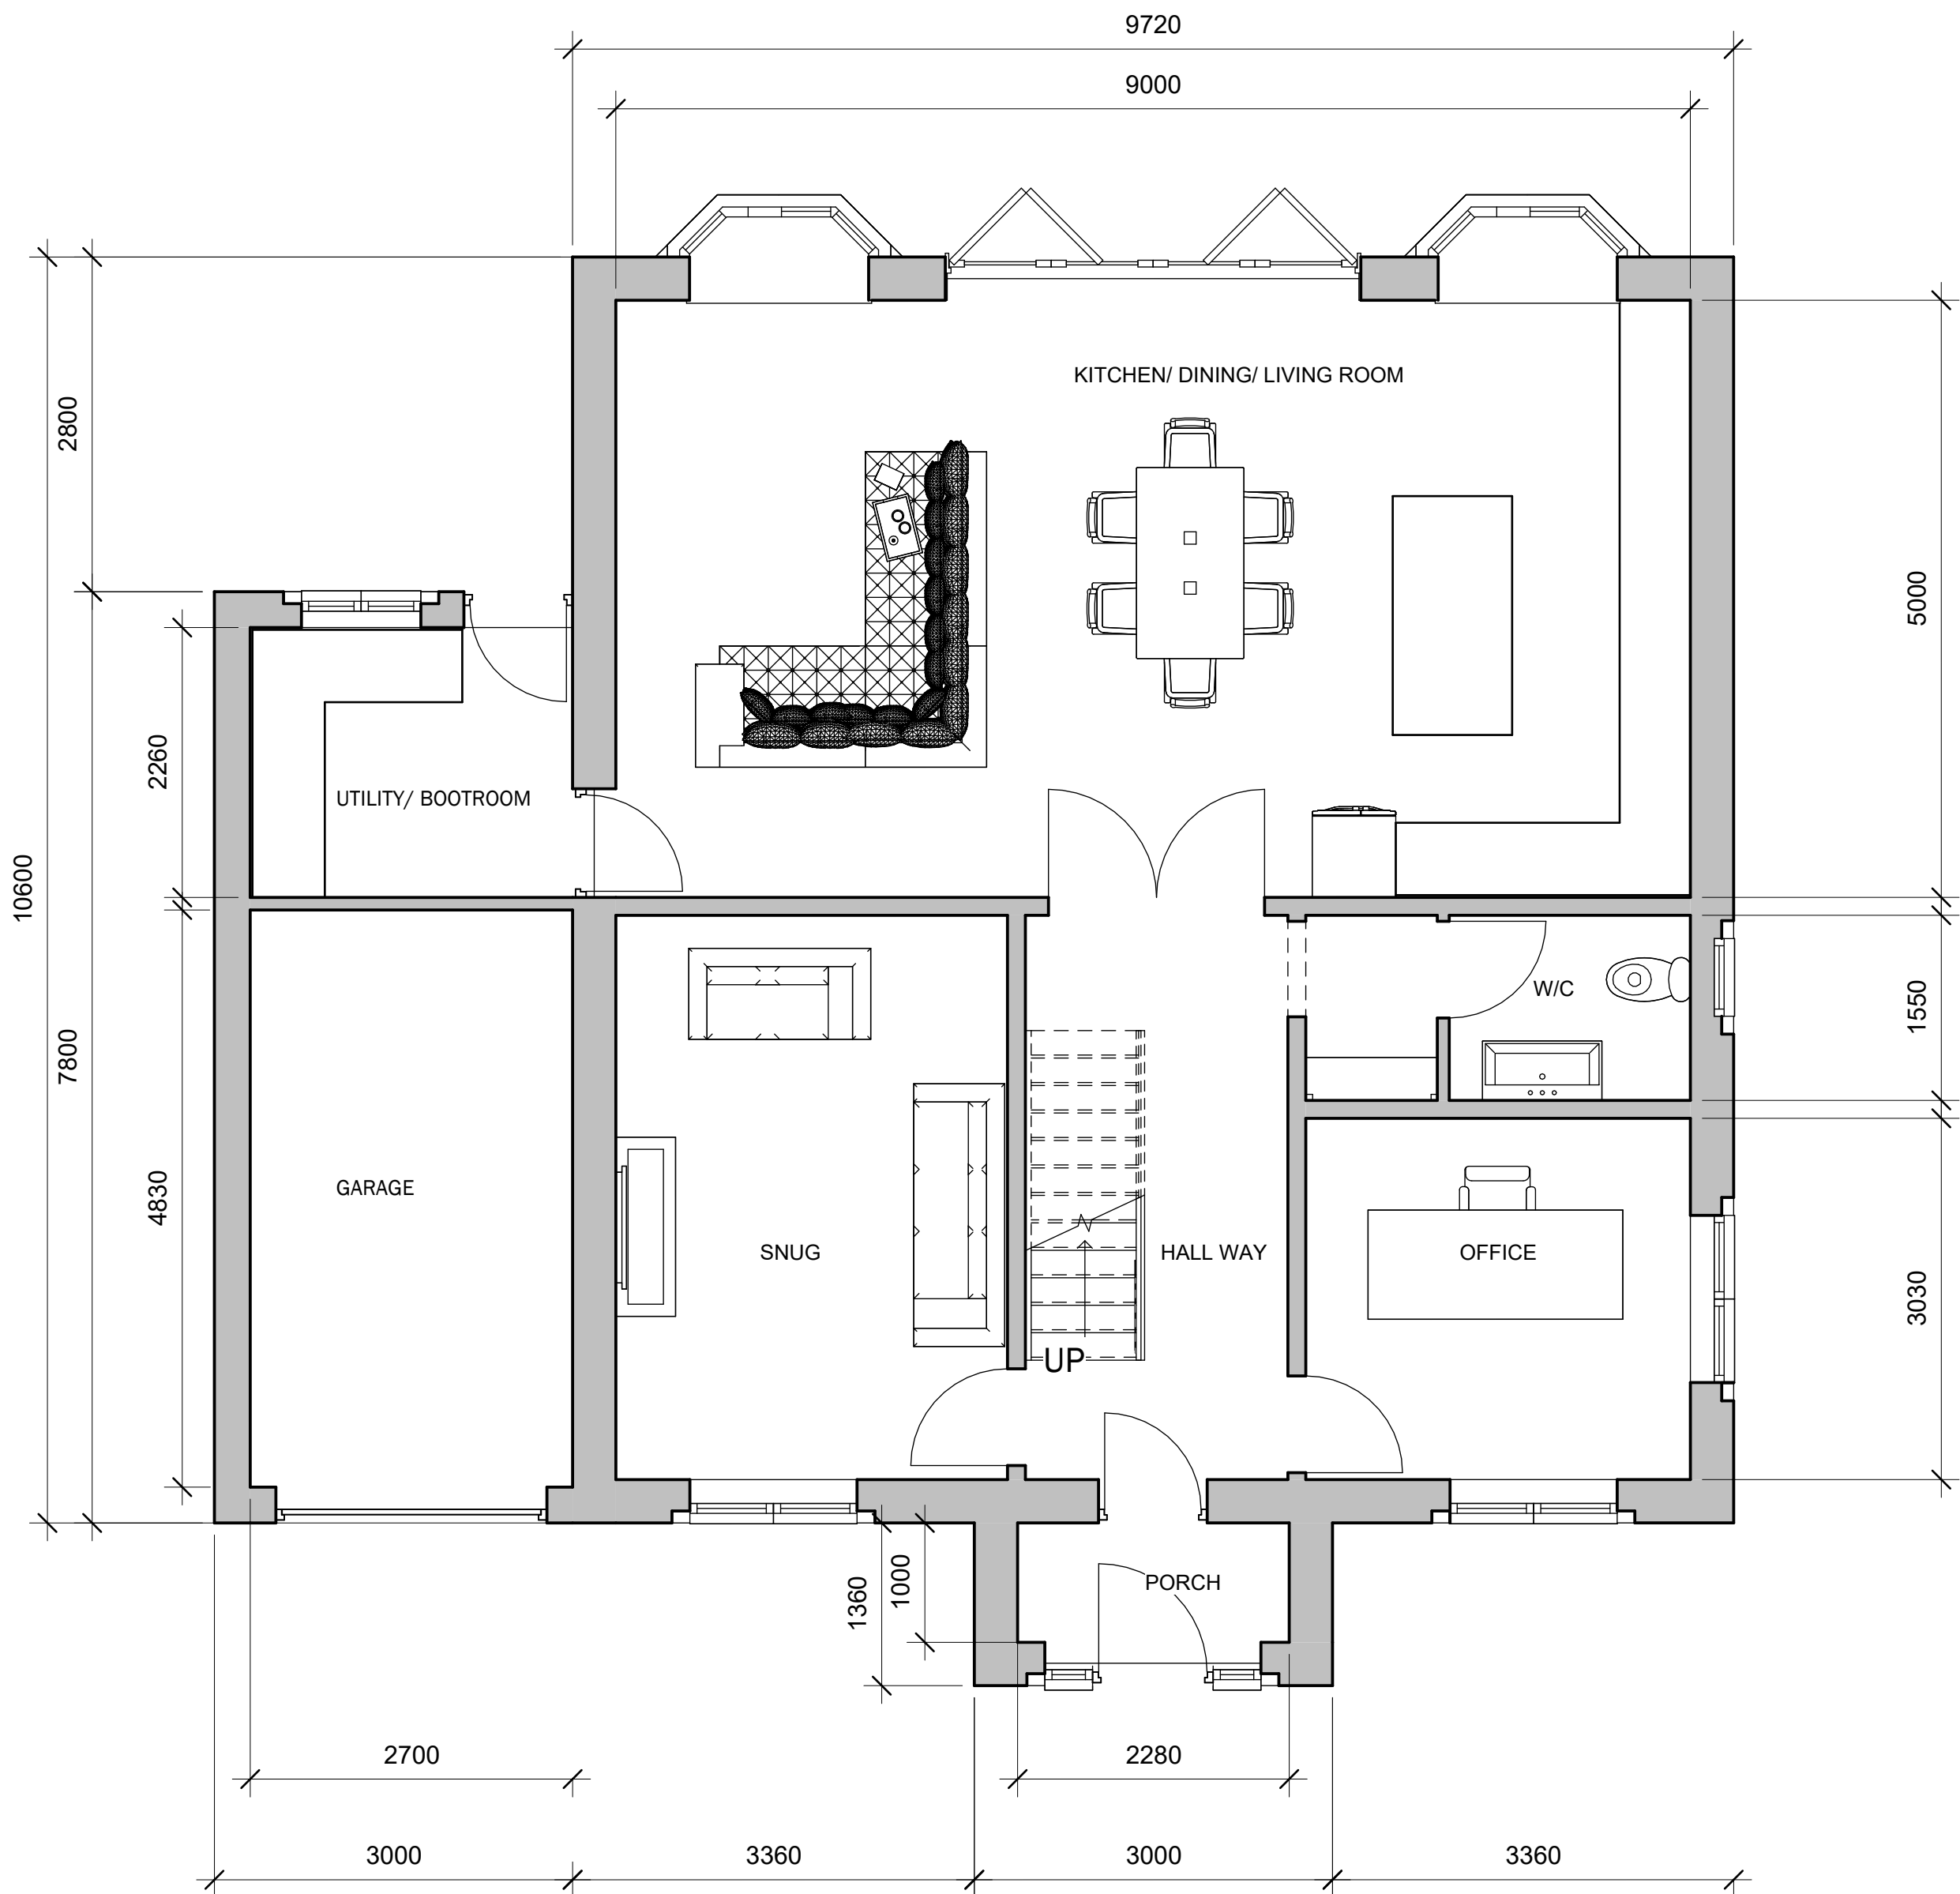 9720
9000
KITCHEN/ DINING/ LIVING ROOM
2800
5000
2260
UTILITY/ BOOTROOM
10600
W/C
1550
7800
4830
GARAGE
SNUG
HALL WAY
OFFICE
3030
UP
1360
1000
PORCH
2700
2280
3000
3360
3000
3360